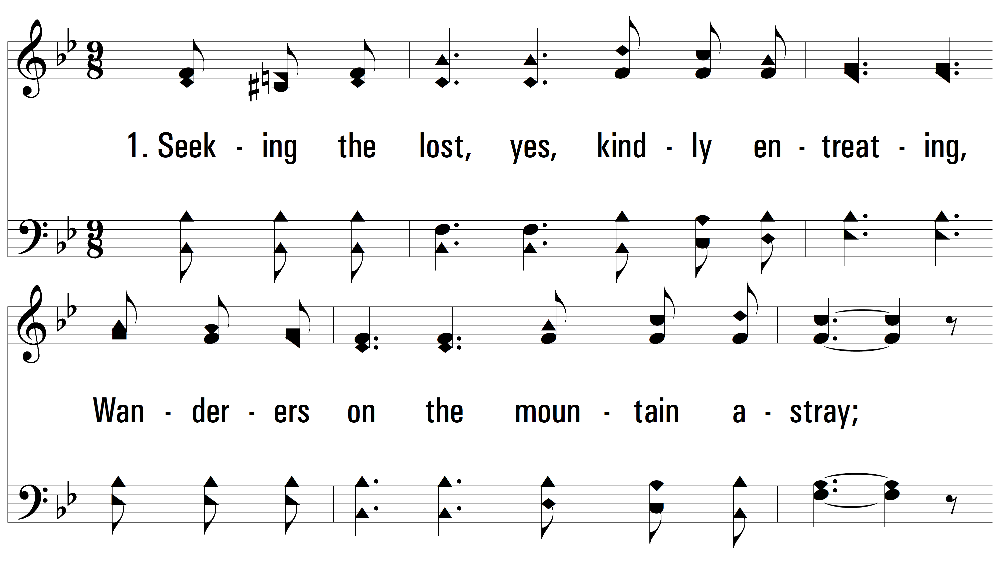 1. Seek - ing the lost, yes, kind - ly en - treat - ing,
Wan - der - ers on the moun - tain a - stray;